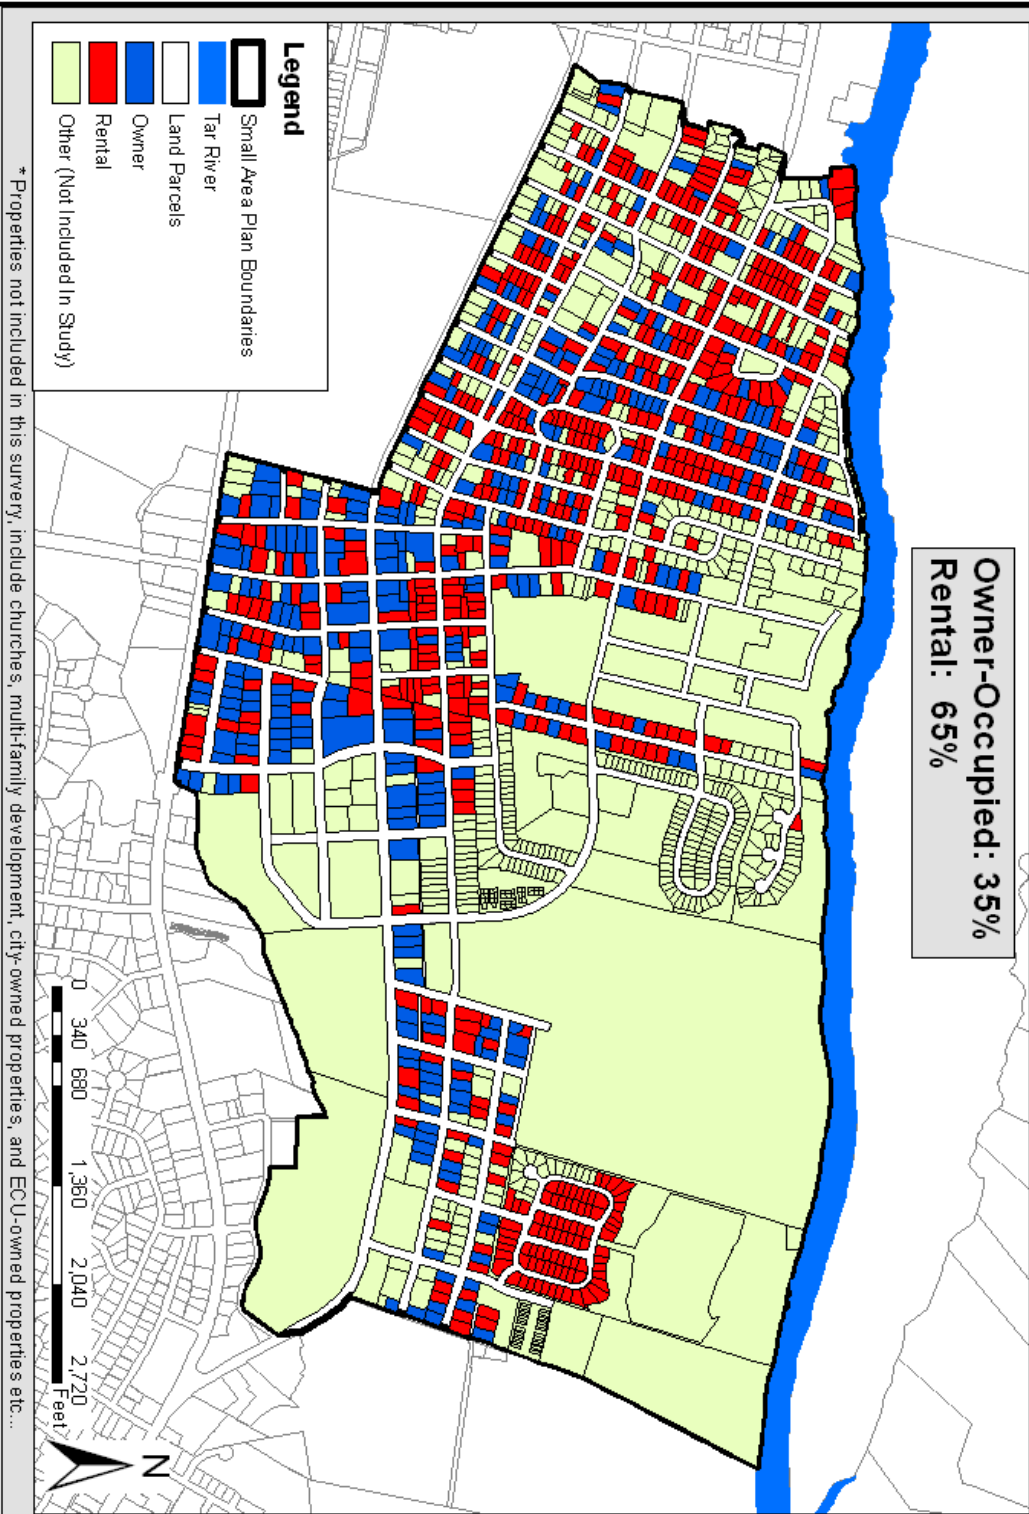 Owner-Occupied: 35%
Rental: 65%
Legend
Small Area Plan Boundaries
Tar River
Land Parcels
Owner
Rental
Other (Not Included In Study)
0 340 680 1,360 2,040 2,720
Feet
N
* Properties not included in this survery, include churches, multi-family development, city-owned properties, and ECU-owned properties etc...